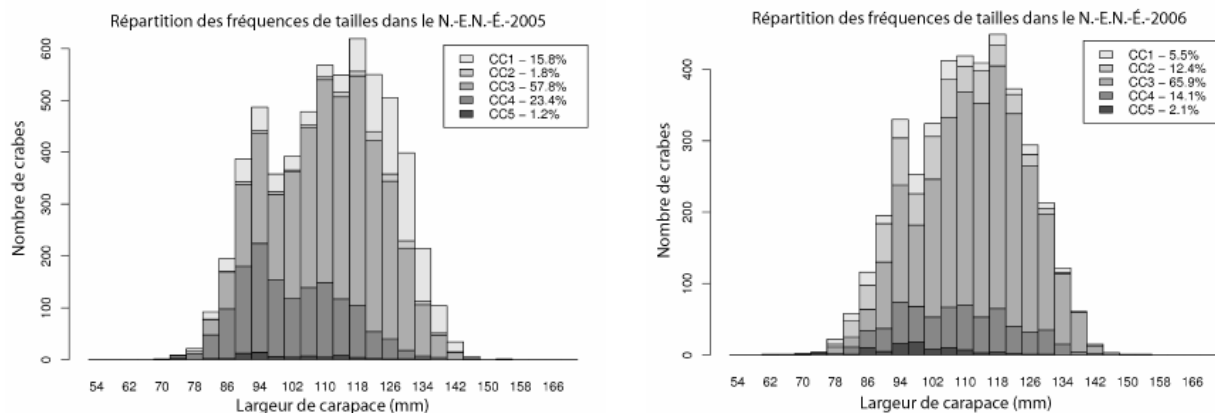 Répartition des fréquences de tailles dans le N.-E.N.-É.-2005
CC1 – 15.8%
CC2 – 1.8%
CC3 – 57.8%
CC4 – 23.4%
CC5 – 1.2%
Nombre de crabes
600
500
400
300
200
100
0
54 62 70 78 86 94 102 110 118 126 134 142 150 158 166
Largeur de carapace (mm)
Répartition des fréquences de tailles dans le N.-E.N.-É.-2006
CC1 – 5.5%
CC2 – 12.4%
CC3 – 65.9%
CC4 – 14.1%
CC5 – 2.1%
Nombre de crabes
400
300
200
100
0
54 62 70 78 86 94 102 110 118 126 134 142 150 158 166
Largeur de carapace (mm)